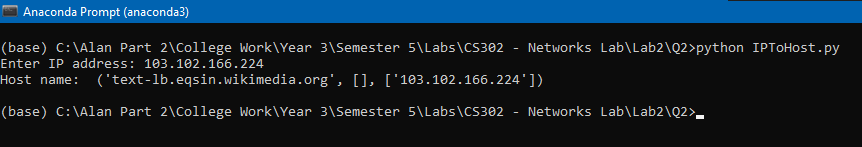 Anaconda Prompt (anaconda3)
(base) C:\Alan Part 2\College Work\Year 3\Semester 5\Labs\CS302 - Networks Lab\Lab2\Q2>python IPToHost.py
Enter IP address: 103.102.166.224
Host name:  ('text-lb.eqsin.wikimedia.org', [], ['103.102.166.224'])
(base) C:\Alan Part 2\College Work\Year 3\Semester 5\Labs\CS302 - Networks Lab\Lab2\Q2>